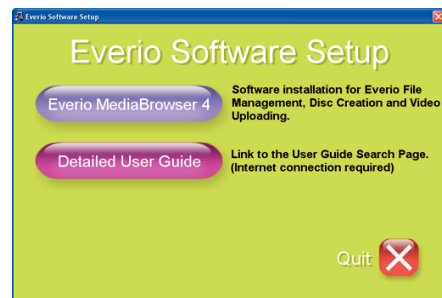 Everio Software Setup
Everio Software Setup
Everio MediaBrowser 4
Software installation for Everio File
Management, Disc Creation and Video
Uploading.
Detailed User Guide
Link to the User Guide Search Page.
(Internet connection required)
Quit